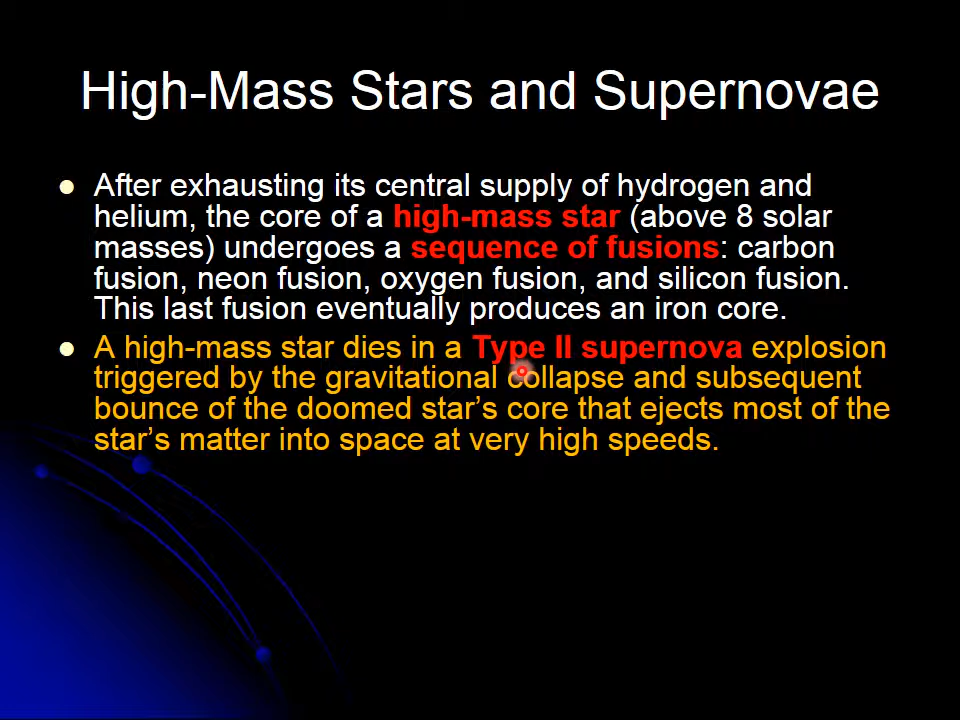 High-Mass Stars and Supernovae
After exhausting its central supply of hydrogen and
helium, the core of a high-mass star (above 8 solar
masses) undergoes a sequence of fusions: carbon
fusion, neon fusion, oxygen fusion, and silicon fusion.
This last fusion eventually produces an iron core.
A high-mass star dies in a Type II supernova explosion
triggered by the gravitational collapse and subsequent
bounce of the doomed star’s core that ejects most of the
star’s matter into space at very high speeds.